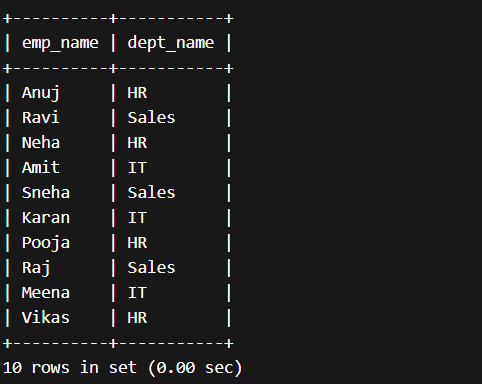 +----------+-----------+
| emp_name | dept_name |
+----------+-----------+
| Anuj     | HR        |
| Ravi     | Sales     |
| Neha     | HR        |
| Amit     | IT        |
| Sneha    | Sales     |
| Karan    | IT        |
| Pooja    | HR        |
| Raj      | Sales     |
| Meena    | IT        |
| Vikas    | HR        |
+----------+-----------+
10 rows in set (0.00 sec)